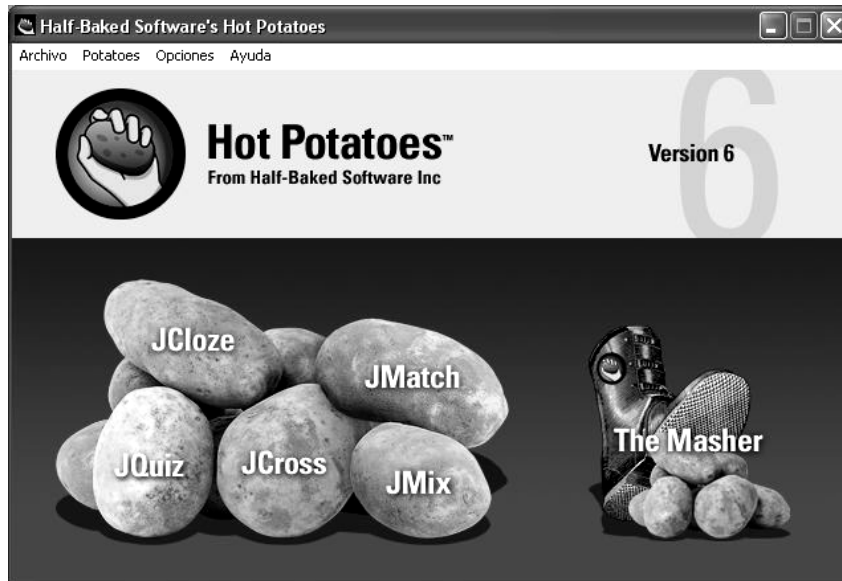 Half-Baked Software's Hot Potatoes
Archivo Potatoes Opciones Ayuda
Hot Potatoes™
From Half-Baked Software Inc
6
Version 6
JCloze
JMatch
JQuiz
JCross
JMix
The Masher